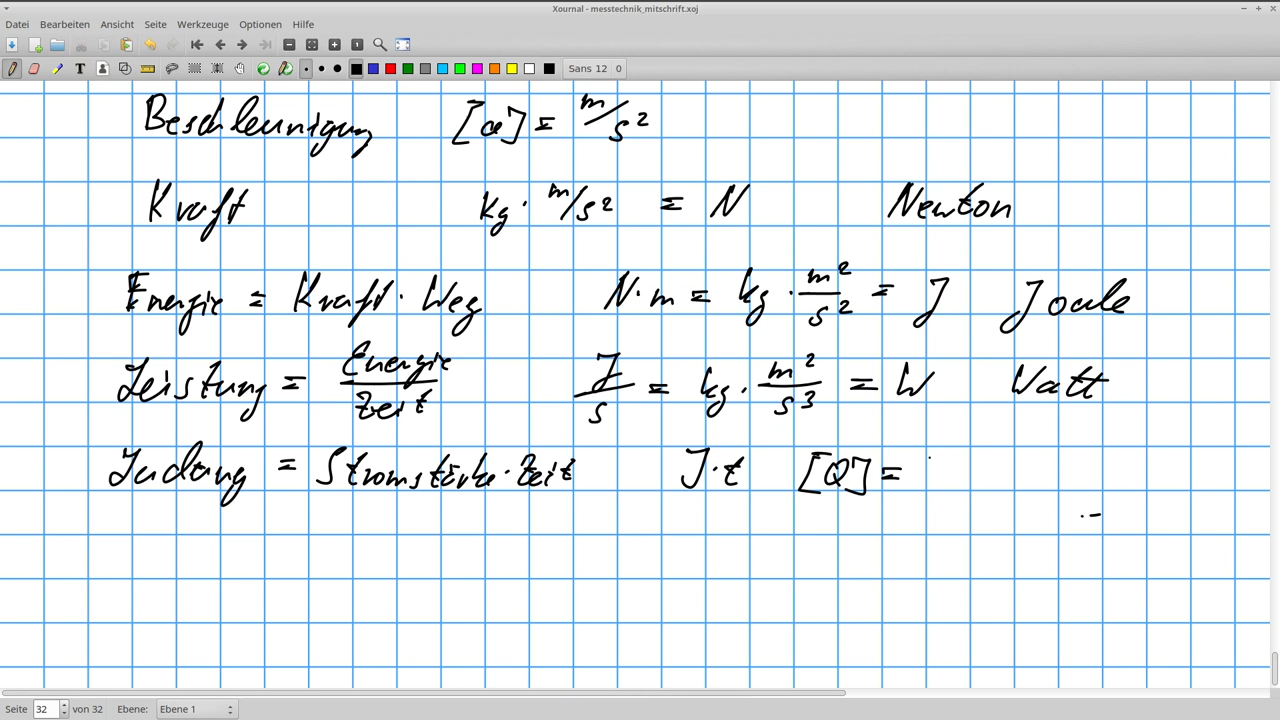 Xournal - messtechnik_mitschrift.xoj
Datei Bearbeiten Ansicht Seite Werkzeuge Optionen Hilfe
Sans 12 0
Beschleunigung [a] = m/s²
Kraft kg · m/s² = N Newton
Energie = Kraft · Weg N · m = kg · m²/s² = J Joule
Leistung = Energie/Zeit J/s = kg · m²/s³ = W Watt
Ladung = Stromstärke · Zeit I · t [Q] =
Seite 32 von 32 Ebene: Ebene 1